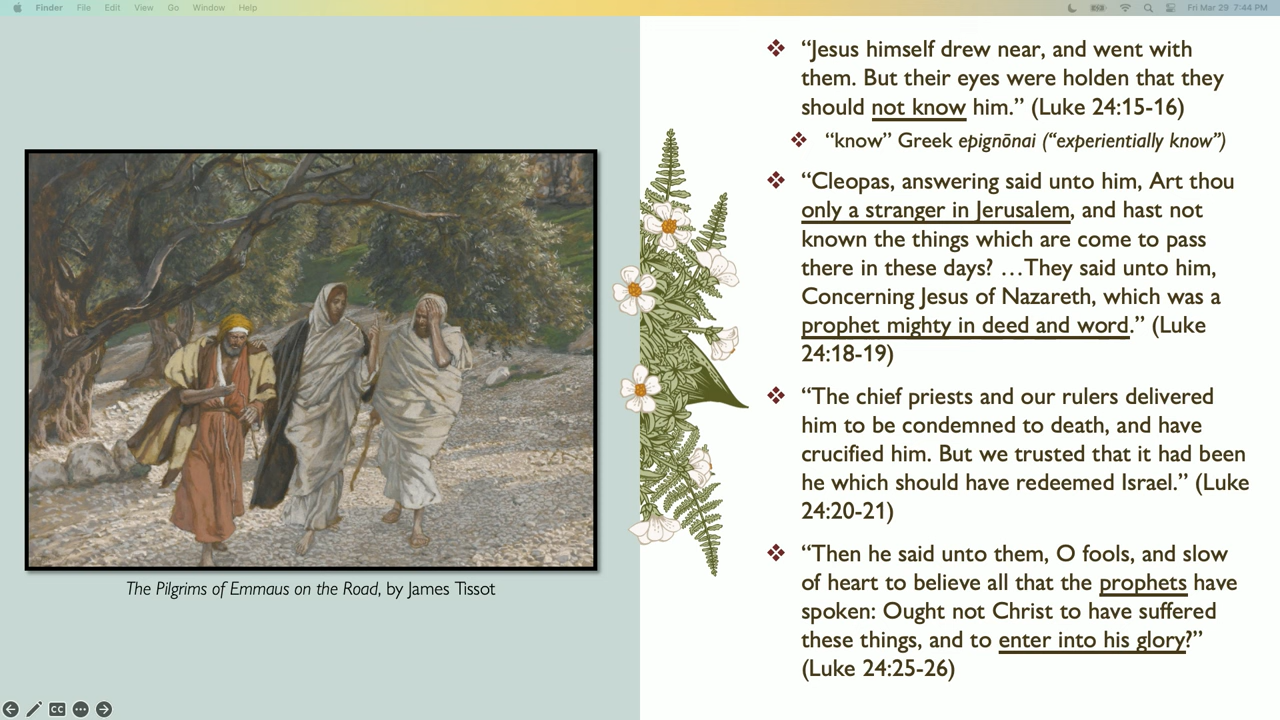 Finder File Edit View Go Window Help
Fri Mar 29 7:44 PM
“Jesus himself drew near, and went with
them. But their eyes were holden that they
should not know him.” (Luke 24:15-16)
“know” Greek epignōnai (“experientially know”)
“Cleopas, answering said unto him, Art thou
only a stranger in Jerusalem, and hast not
known the things which are come to pass
there in these days? …They said unto him,
Concerning Jesus of Nazareth, which was a
prophet mighty in deed and word.” (Luke
24:18-19)
“The chief priests and our rulers delivered
him to be condemned to death, and have
crucified him. But we trusted that it had been
he which should have redeemed Israel.” (Luke
24:20-21)
“Then he said unto them, O fools, and slow
of heart to believe all that the prophets have
spoken: Ought not Christ to have suffered
these things, and to enter into his glory?”
(Luke 24:25-26)
The Pilgrims of Emmaus on the Road, by James Tissot
CC